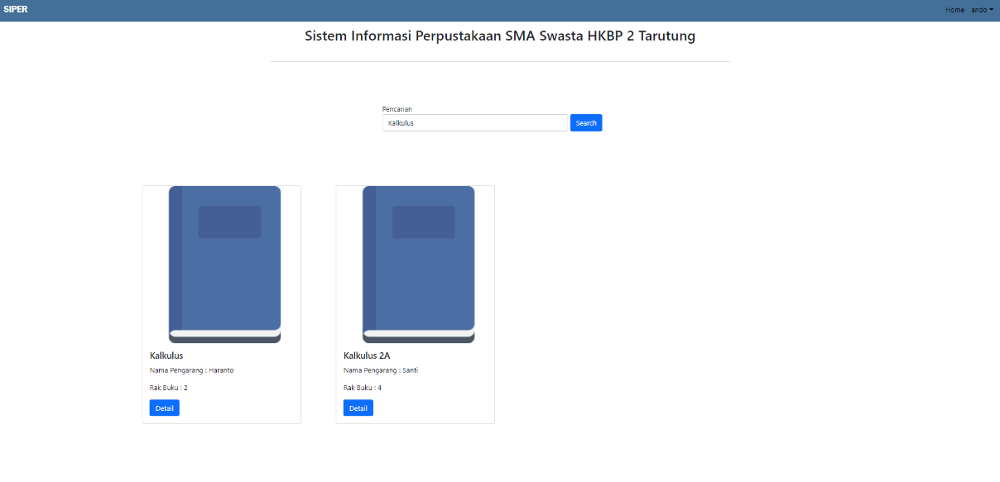 SIPER
Home ando
Sistem Informasi Perpustakaan SMA Swasta HKBP 2 Tarutung
Pencarian
Kalkulus Search
Kalkulus
Nama Pengarang : Haranto
Rak Buku : 2
Detail
Kalkulus 2A
Nama Pengarang : Santi
Rak Buku : 4
Detail